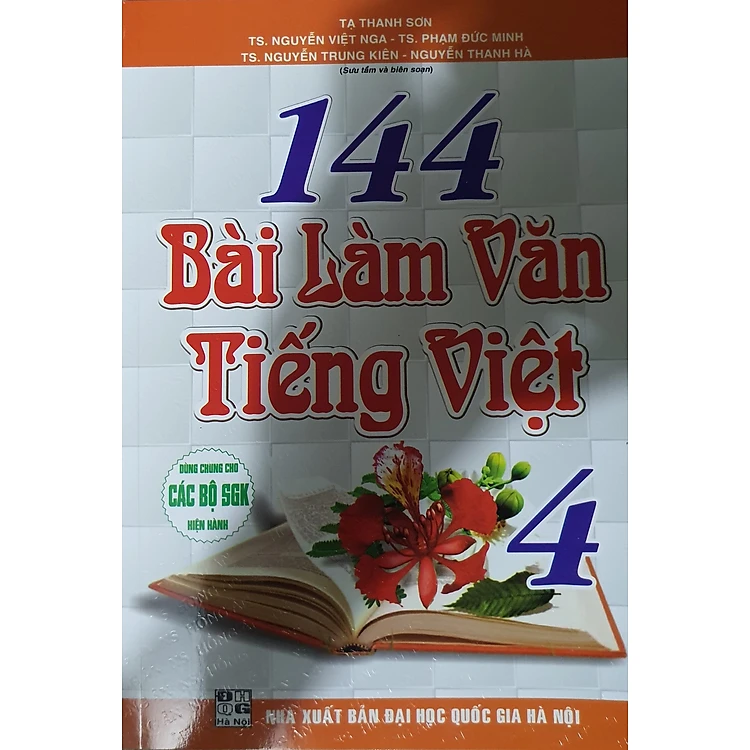 TẠ THANH SƠN
TS. NGUYỄN VIỆT NGA - TS. PHẠM ĐỨC MINH
TS. NGUYỄN TRUNG KIÊN - NGUYỄN THANH HÀ
(Sưu tầm và biên soạn)
144
Bài Làm Văn
Tiếng Việt
4
DÙNG CHUNG CHO
CÁC BỘ SGK
HIỆN HÀNH
ĐH
QG
Hà Nội
NHÀ XUẤT BẢN ĐẠI HỌC QUỐC GIA HÀ NỘI